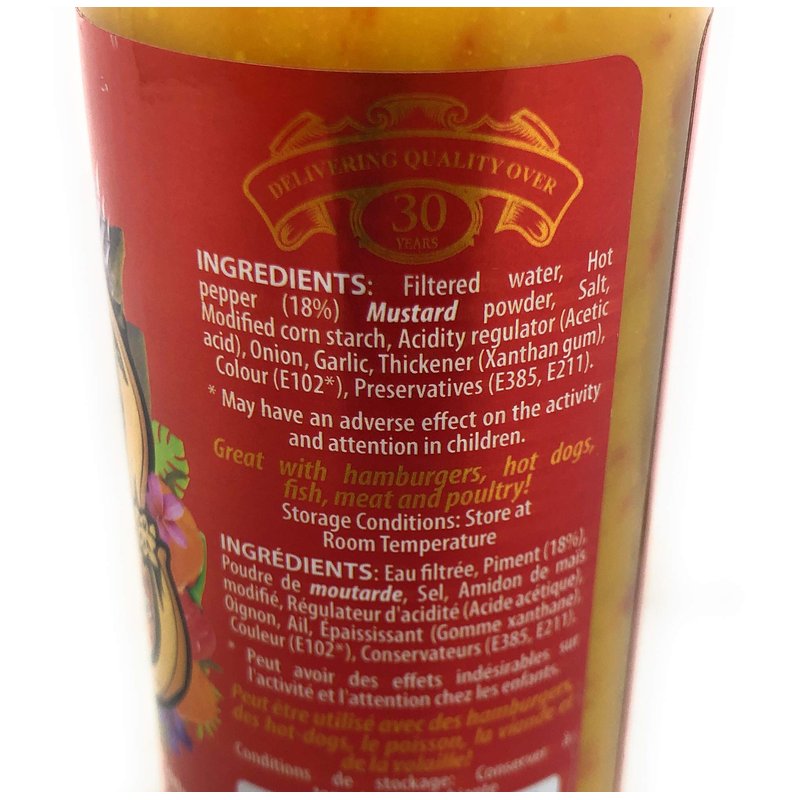 DELIVERING QUALITY OVER
30
YEARS
INGREDIENTS: Filtered water, Hot
pepper (18%) Mustard powder, Salt,
Modified corn starch, Acidity regulator (Acetic
acid), Onion, Garlic, Thickener (Xanthan gum),
Colour (E102*), Preservatives (E385, E211).
* May have an adverse effect on the activity
and attention in children.
Great with hamburgers, hot dogs,
fish, meat and poultry!
Storage Conditions: Store at
Room Temperature
INGRÉDIENTS: Eau filtrée, Piment (18%),
Poudre de moutarde, Sel, Amidon de maïs
modifié, Régulateur d'acidité (Acide acétique),
Oignon, Ail, Épaississant (Gomme xanthane),
Couleur (E102*), Conservateurs (E385, E211).
* Peut avoir des effets indésirables sur
l'activité et l'attention chez les enfants.
Peut être utilisé avec des hamburgers,
des hot-dogs, le poisson, la viande et
de la volaille!
Conditions de stockage: Conserver à